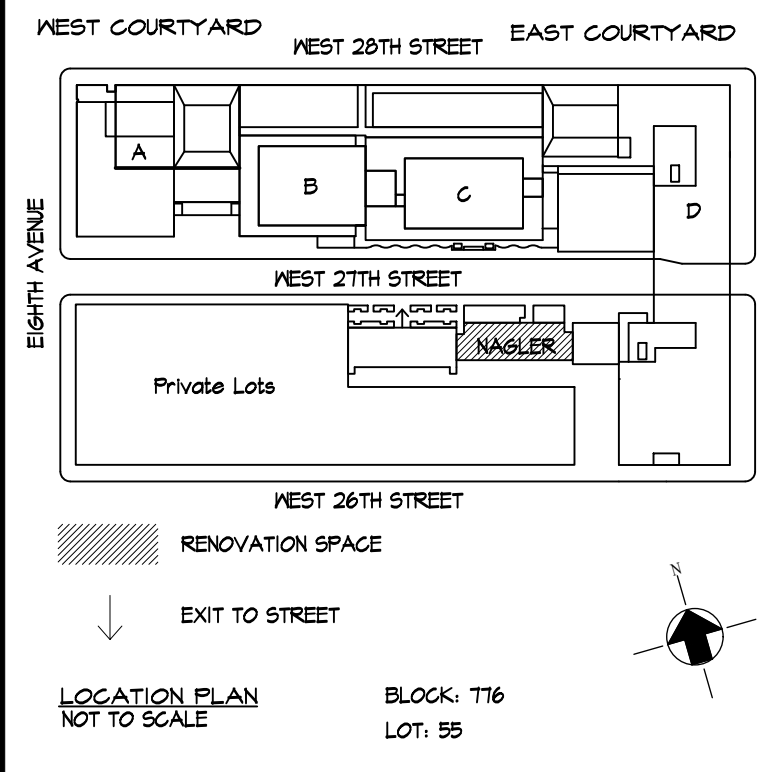 WEST COURTYARD
WEST 28TH STREET
EAST COURTYARD
A
B
C
D
EIGHTH AVENUE
WEST 27TH STREET
NAGLER
Private Lots
WEST 26TH STREET
RENOVATION SPACE
N
EXIT TO STREET
LOCATION PLAN
NOT TO SCALE
BLOCK: 776
LOT: 55